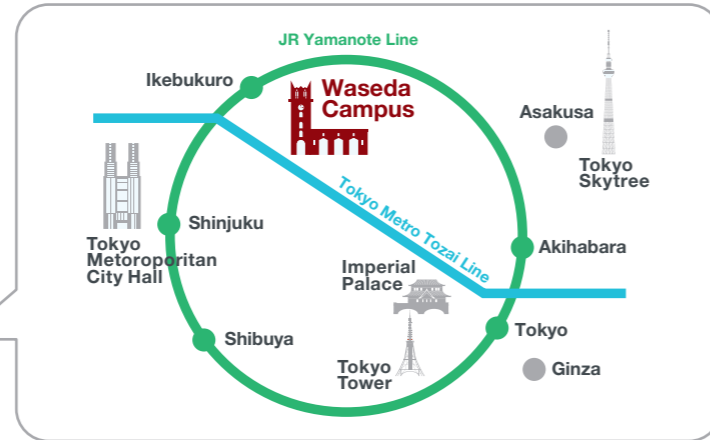 JR Yamanote Line
Ikebukuro
Waseda
Campus
Asakusa
Tokyo
Skytree
Tokyo Metro Tozai Line
Shinjuku
Tokyo
Metoroporitan
City Hall
Akihabara
Imperial
Palace
Shibuya
Tokyo
Tokyo
Tower
Ginza